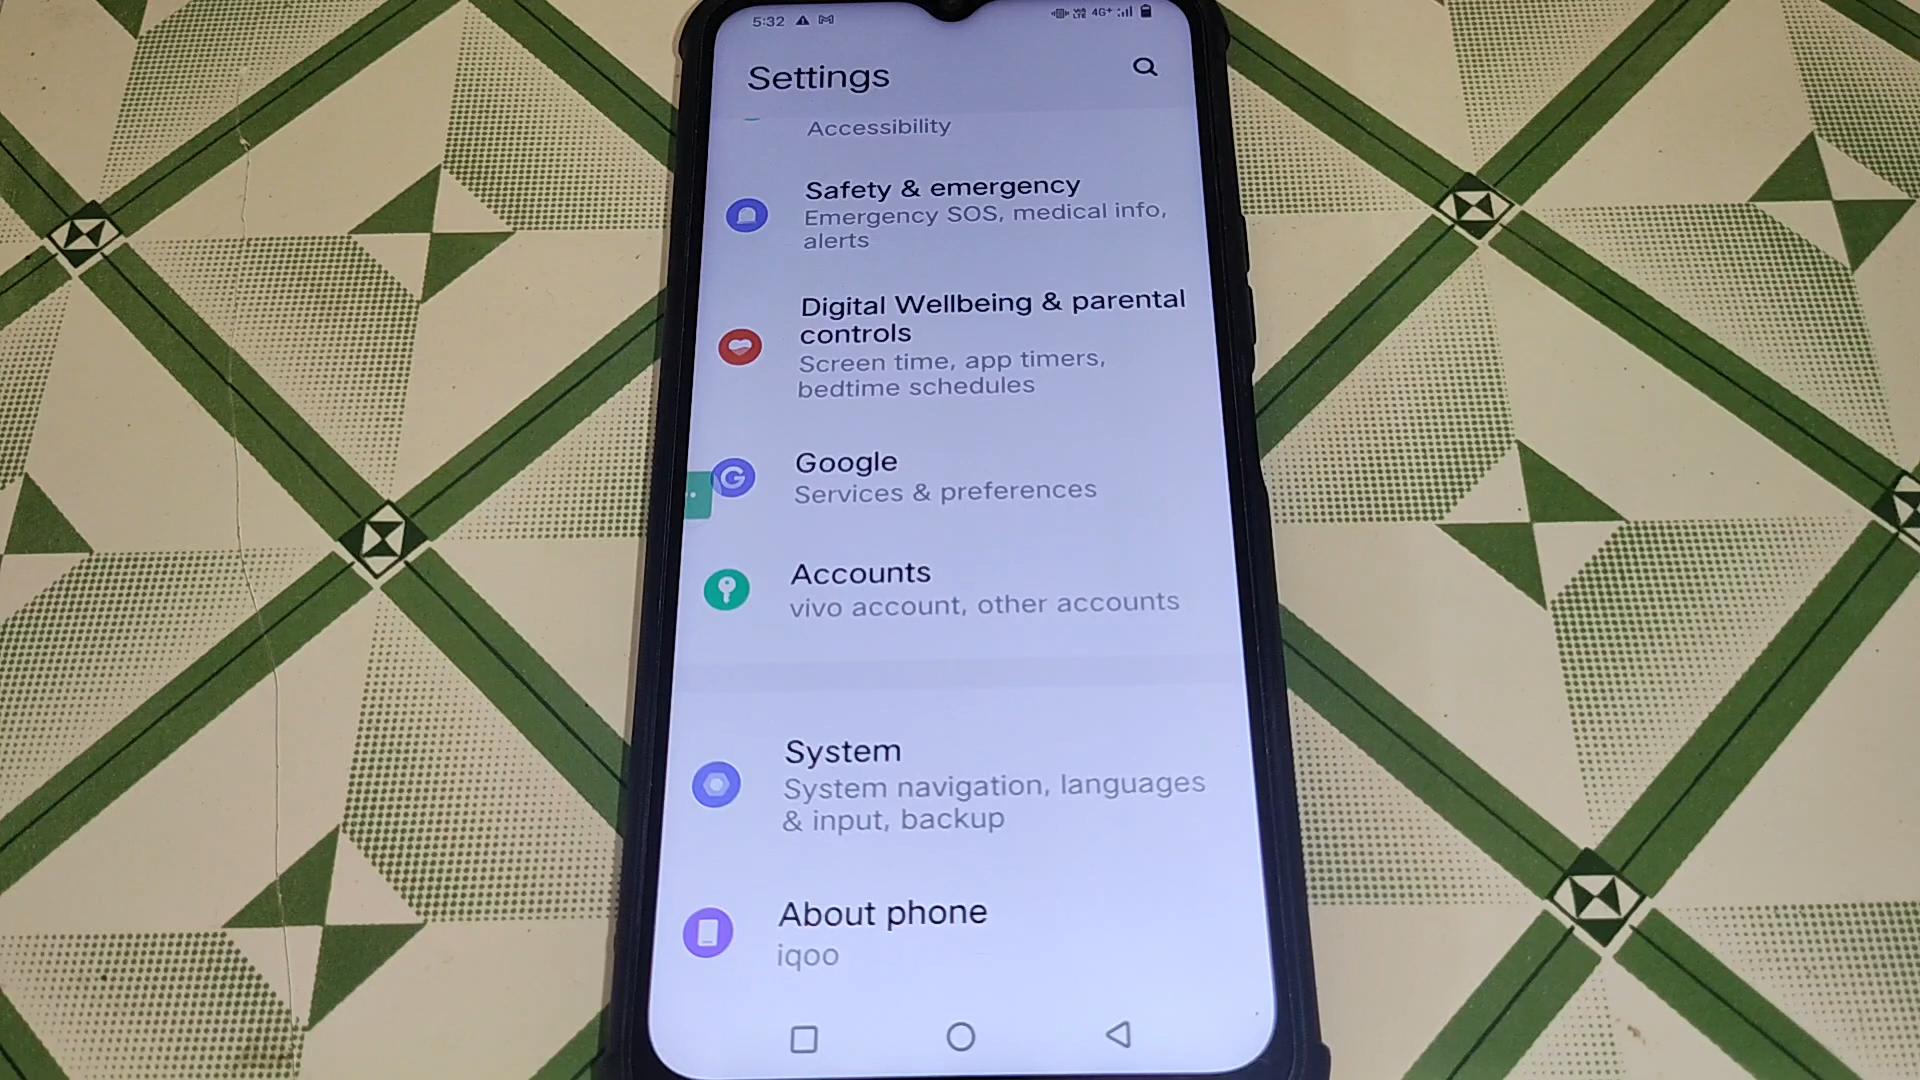 5:32
4G+
Settings
Accessibility
Safety & emergency
Emergency SOS, medical info,
alerts
Digital Wellbeing & parental
controls
Screen time, app timers,
bedtime schedules
Google
Services & preferences
Accounts
vivo account, other accounts
System
System navigation, languages
& input, backup
About phone
iqoo